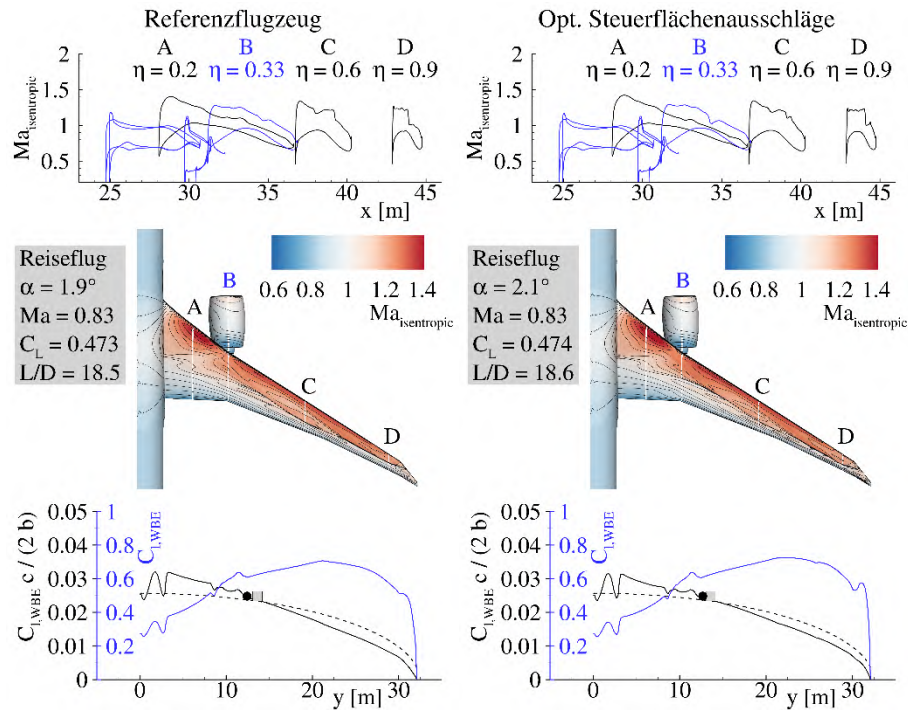 Referenzflugzeug
A B C D
η = 0.2 η = 0.33 η = 0.6 η = 0.9
Ma_isentropic
2
1.5
1
0.5
25 30 35 40 45
x [m]
Reiseflug
α = 1.9°
Ma = 0.83
C_L = 0.473
L/D = 18.5
0.6 0.8 1 1.2 1.4
Ma_isentropic
B
A
C
D
C_l,WBE c / (2 b)
0.05
0.04
0.03
0.02
0.01
0
C_l,WBE
1
0.8
0.6
0.4
0.2
0 10 20 30
y [m]
Opt. Steuerflächenausschläge
A B C D
η = 0.2 η = 0.33 η = 0.6 η = 0.9
Ma_isentropic
2
1.5
1
0.5
25 30 35 40 45
x [m]
Reiseflug
α = 2.1°
Ma = 0.83
C_L = 0.474
L/D = 18.6
0.6 0.8 1 1.2 1.4
Ma_isentropic
B
A
C
D
C_l,WBE c / (2 b)
0.05
0.04
0.03
0.02
0.01
0
C_l,WBE
1
0.8
0.6
0.4
0.2
0 10 20 30
y [m]